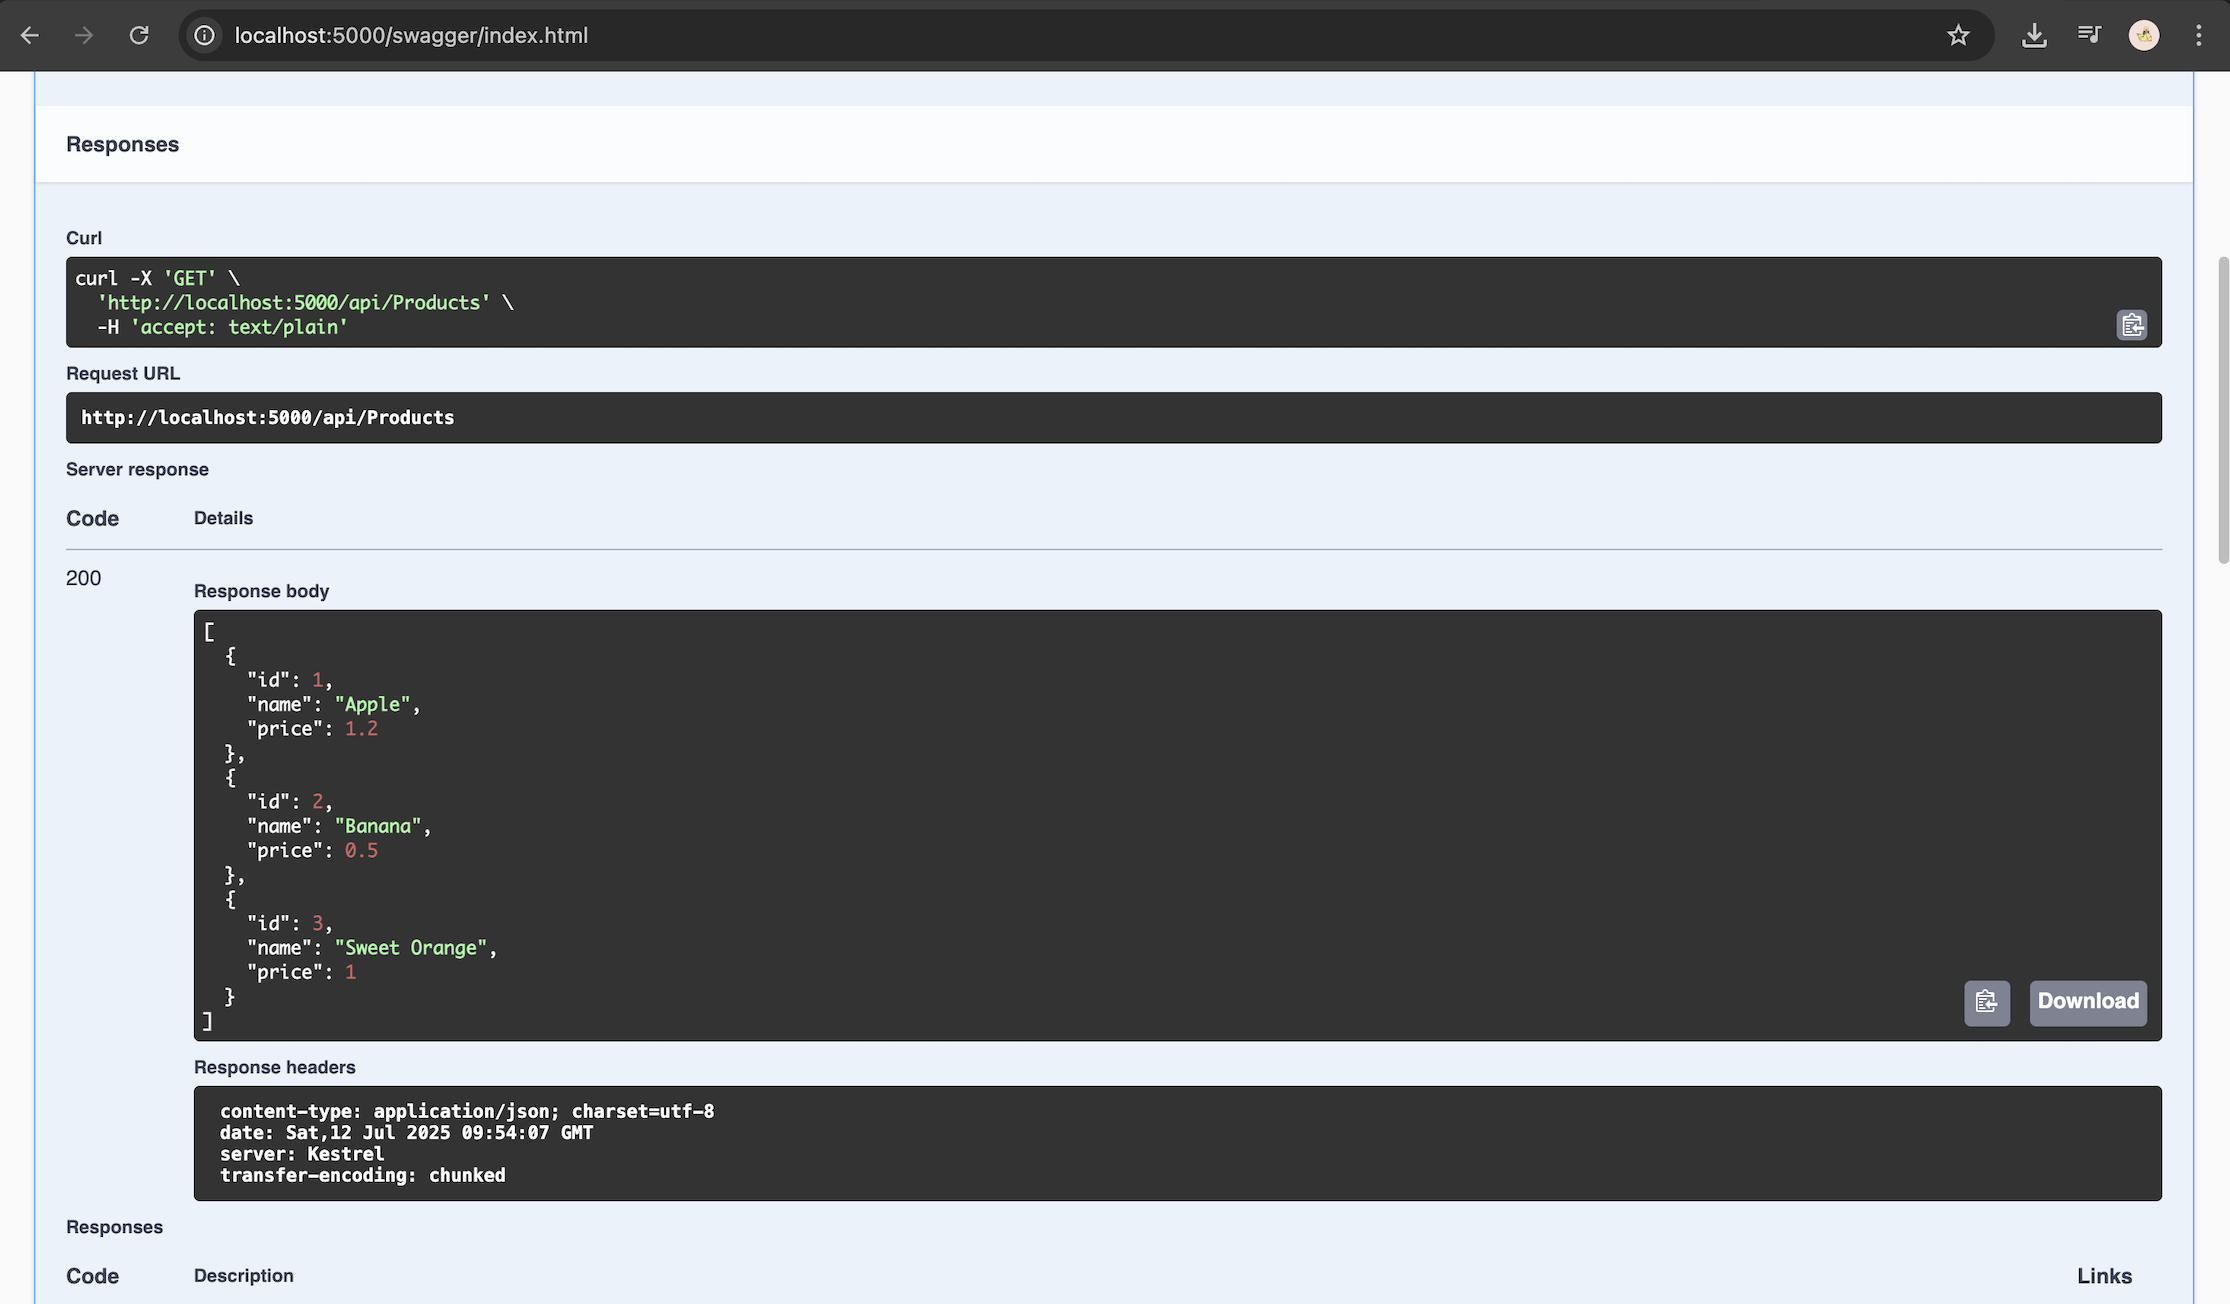 localhost:5000/swagger/index.html
Responses
Curl
curl -X 'GET' \
  'http://localhost:5000/api/Products' \
  -H 'accept: text/plain'
Request URL
http://localhost:5000/api/Products
Server response
Code Details
200
Response body
[
  {
    "id": 1,
    "name": "Apple",
    "price": 1.2
  },
  {
    "id": 2,
    "name": "Banana",
    "price": 0.5
  },
  {
    "id": 3,
    "name": "Sweet Orange",
    "price": 1
  }
]
Download
Response headers
content-type: application/json; charset=utf-8
date: Sat,12 Jul 2025 09:54:07 GMT
server: Kestrel
transfer-encoding: chunked
Responses
Code Description Links